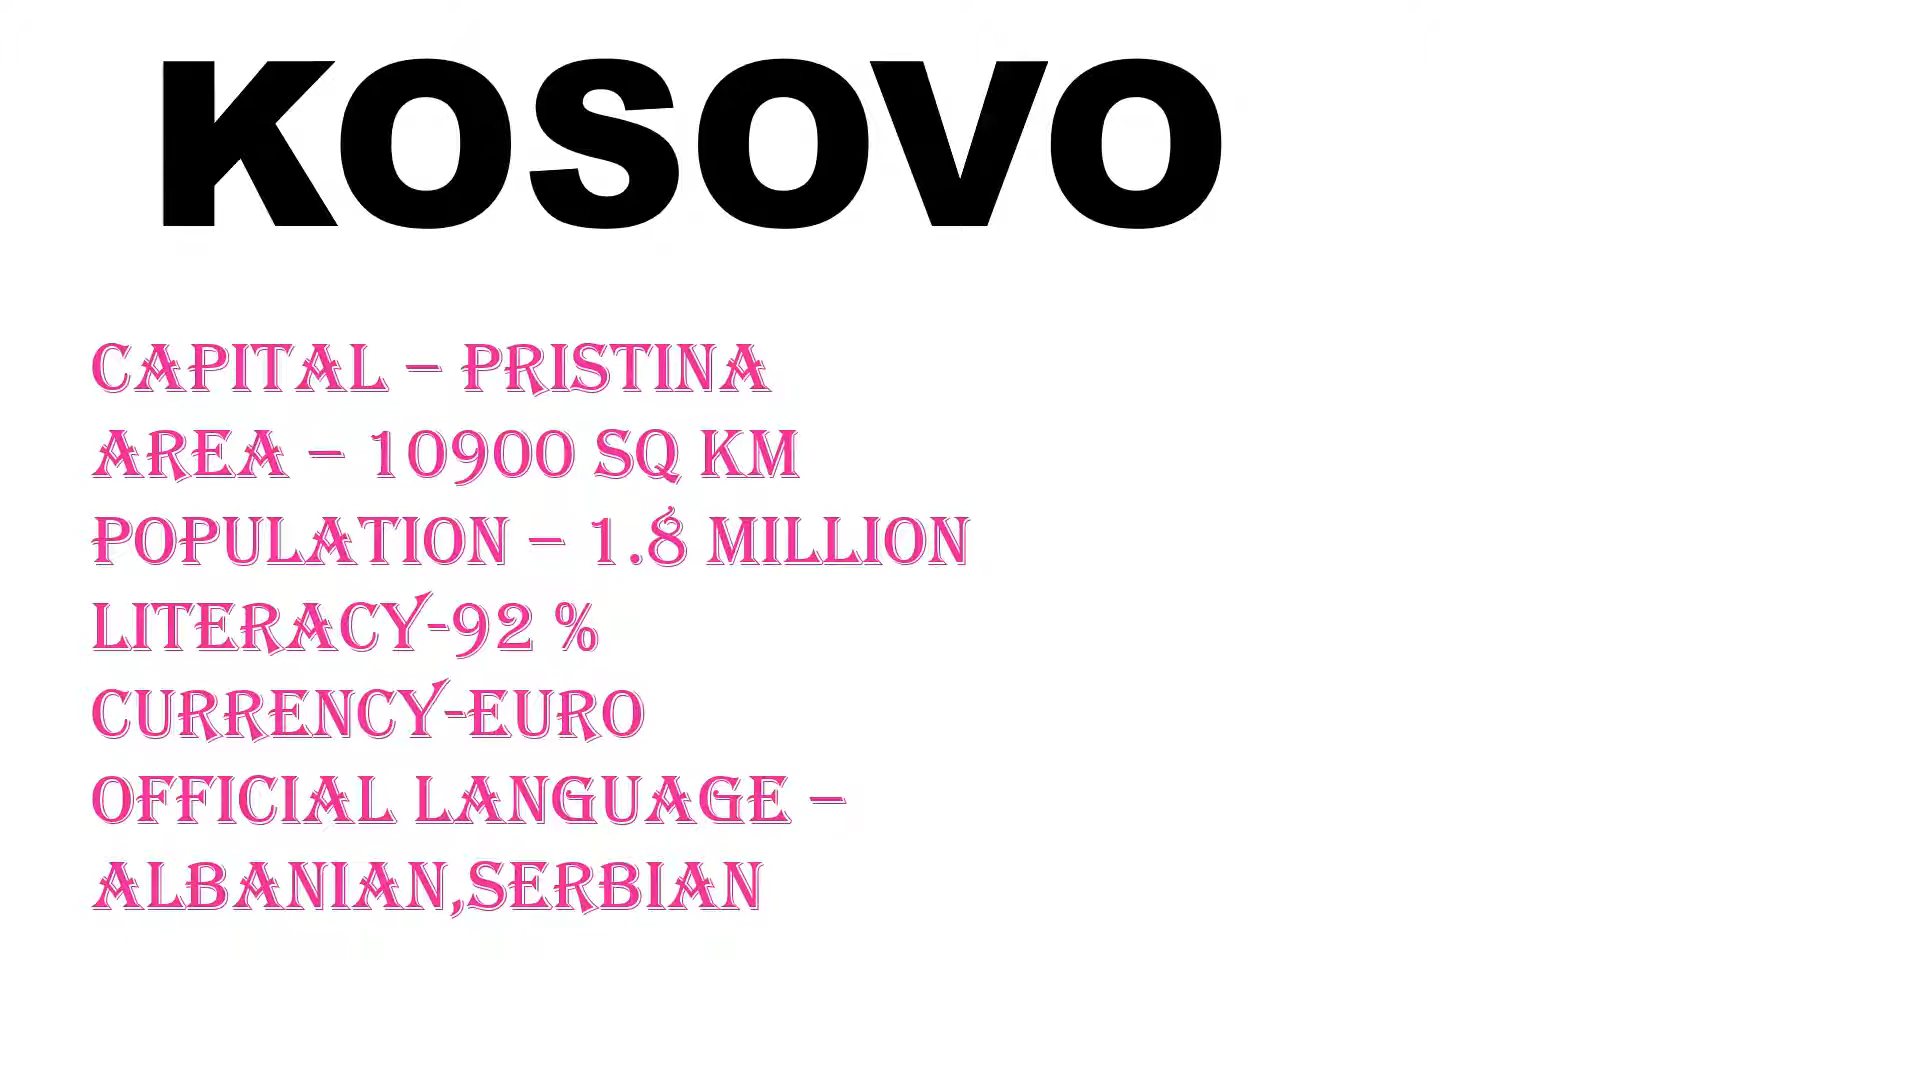 KOSOVO
CAPITAL – PRISTINA
AREA – 10900 SQ KM
POPULATION – 1.8 MILLION
LITERACY-92 %
CURRENCY-EURO
OFFICIAL LANGUAGE –
ALBANIAN,SERBIAN